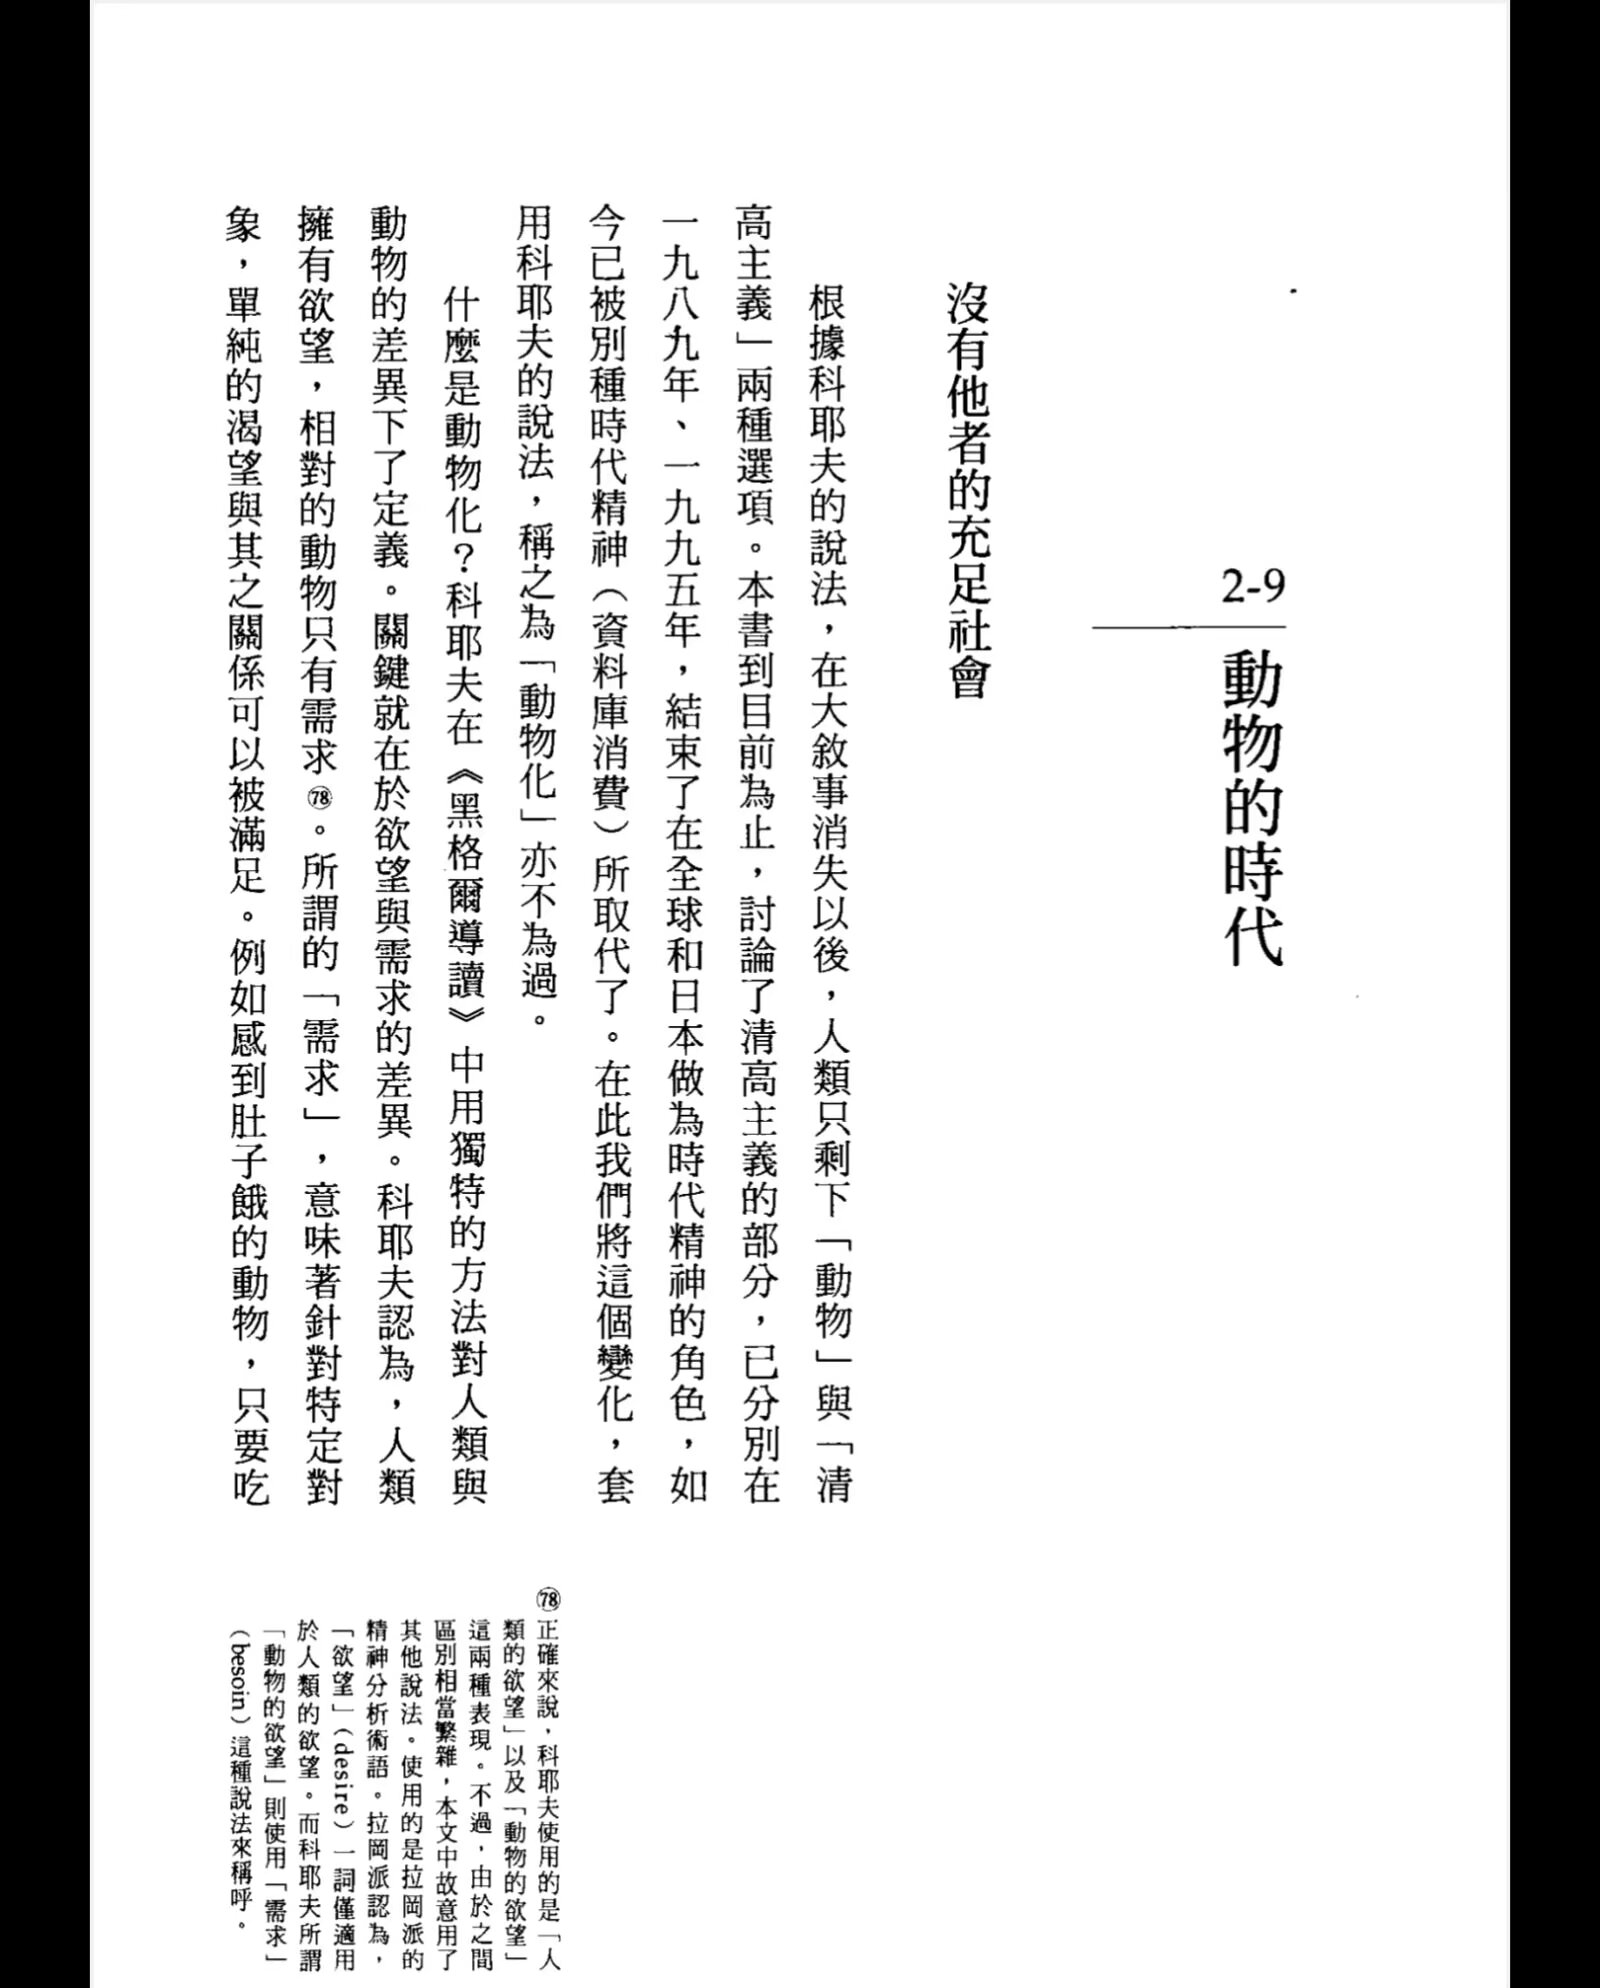 2-9
動物的時代
沒有他者的充足社會
根據科耶夫的說法，在大敘事消失以後，人類只剩下「動物」與「清
高主義」兩種選項。本書到目前為止，討論了清高主義的部分，已分別在
一九八九年、一九九五年，結束了在全球和日本做為時代精神的角色，如
今已被別種時代精神（資料庫消費）所取代了。在此我們將這個變化，套
用科耶夫的說法，稱之為「動物化」亦不為過。
什麼是動物化？科耶夫在《黑格爾導讀》中用獨特的方法對人類與
動物的差異下了定義。關鍵就在於欲望與需求的差異。科耶夫認為，人類
擁有欲望，相對的動物只有需求㊆。所謂的「需求」，意味著針對特定對
象，單純的渴望與其之關係可以被滿足。例如感到肚子餓的動物，只要吃
78正確來說，科耶夫使用的是「人
類的欲望」以及「動物的欲望」
這兩種表現。不過，由於之間
區別相當繁雜，本文中故意用了
其他說法。使用的是拉岡派的
精神分析術語。拉岡派認為，
「欲望」（desire）一詞僅適用
於人類的欲望。而科耶夫所謂
「動物的欲望」則使用「需求」
（besoin）這種說法來稱呼。